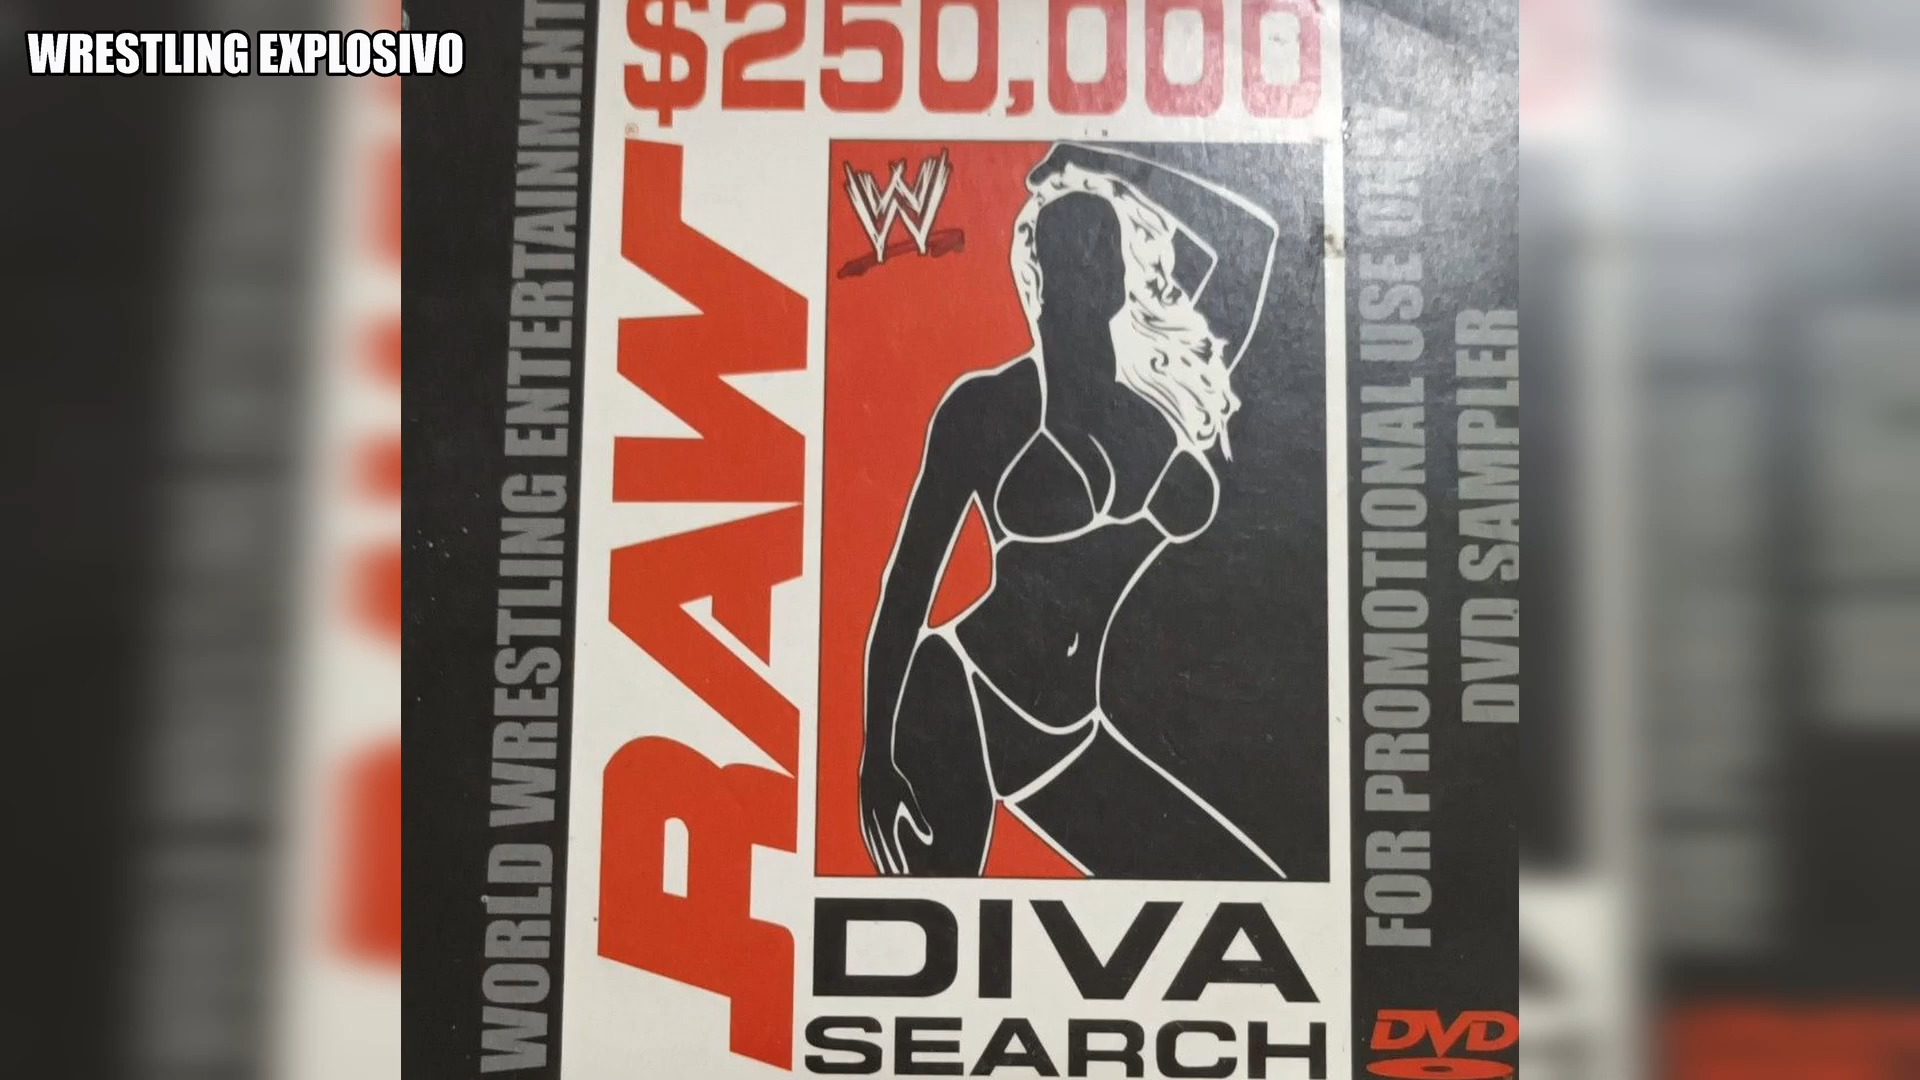 WRESTLING EXPLOSIVO
WORLD WRESTLING ENTERTAINMENT
$250,000
RAW
W
DIVA
SEARCH
FOR PROMOTIONAL USE ONLY
DVD SAMPLER
DVD